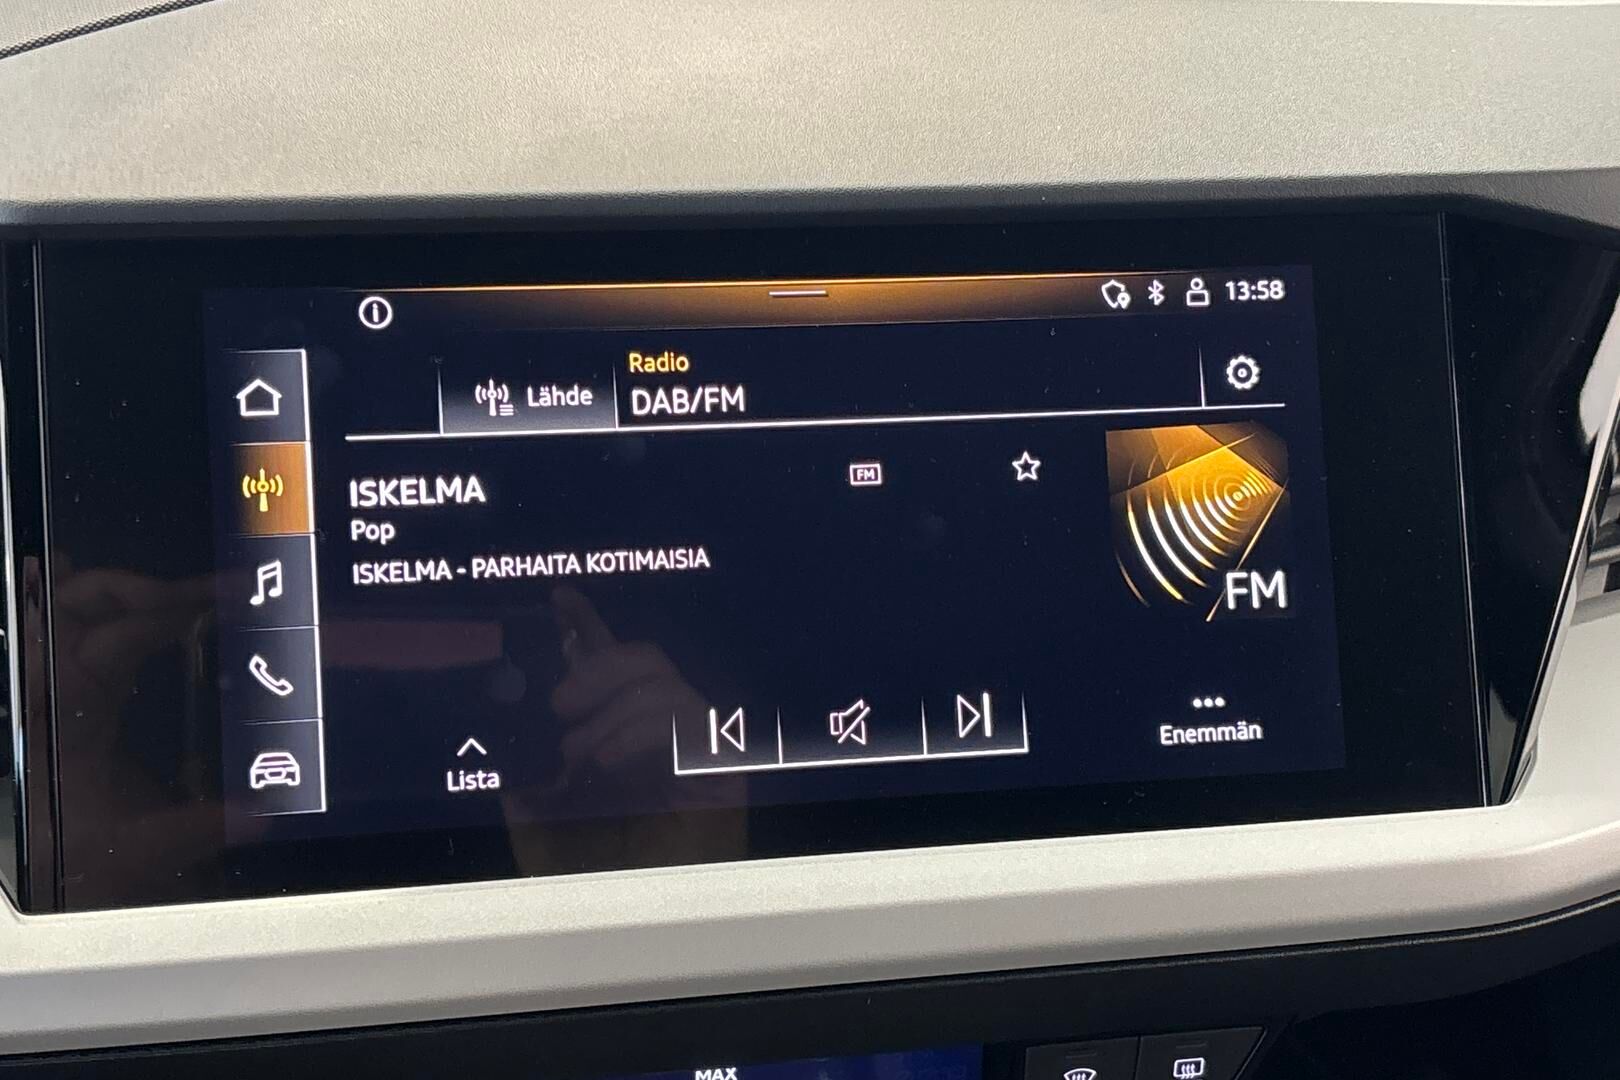 13:58
Lähde
Radio
DAB/FM
ISKELMA
FM
Pop
ISKELMA - PARHAITA KOTIMAISIA
FM
Lista
Enemmän
MAX